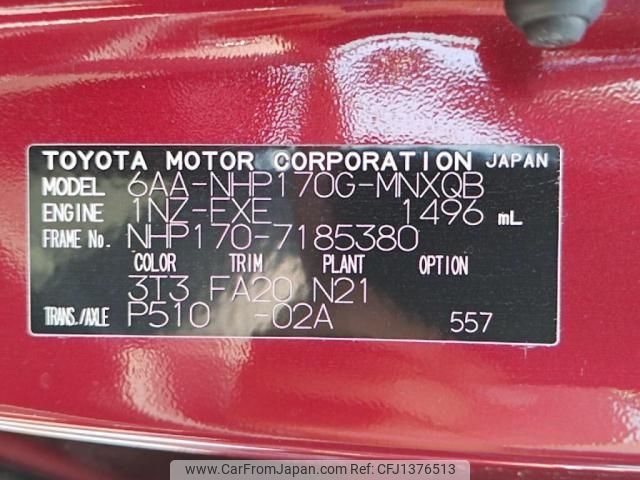 TOYOTA MOTOR CORPORATION JAPAN
MODEL 6AA-NHP170G-MNXQB
ENGINE 1NZ-FXE 1496 mL
FRAME No. NHP170-7185380
COLOR TRIM PLANT OPTION
3T3 FA20 N21
TRANS./AXLE P510 -02A 557
www.CarFromJapan.com Ref No: CFJ1376513